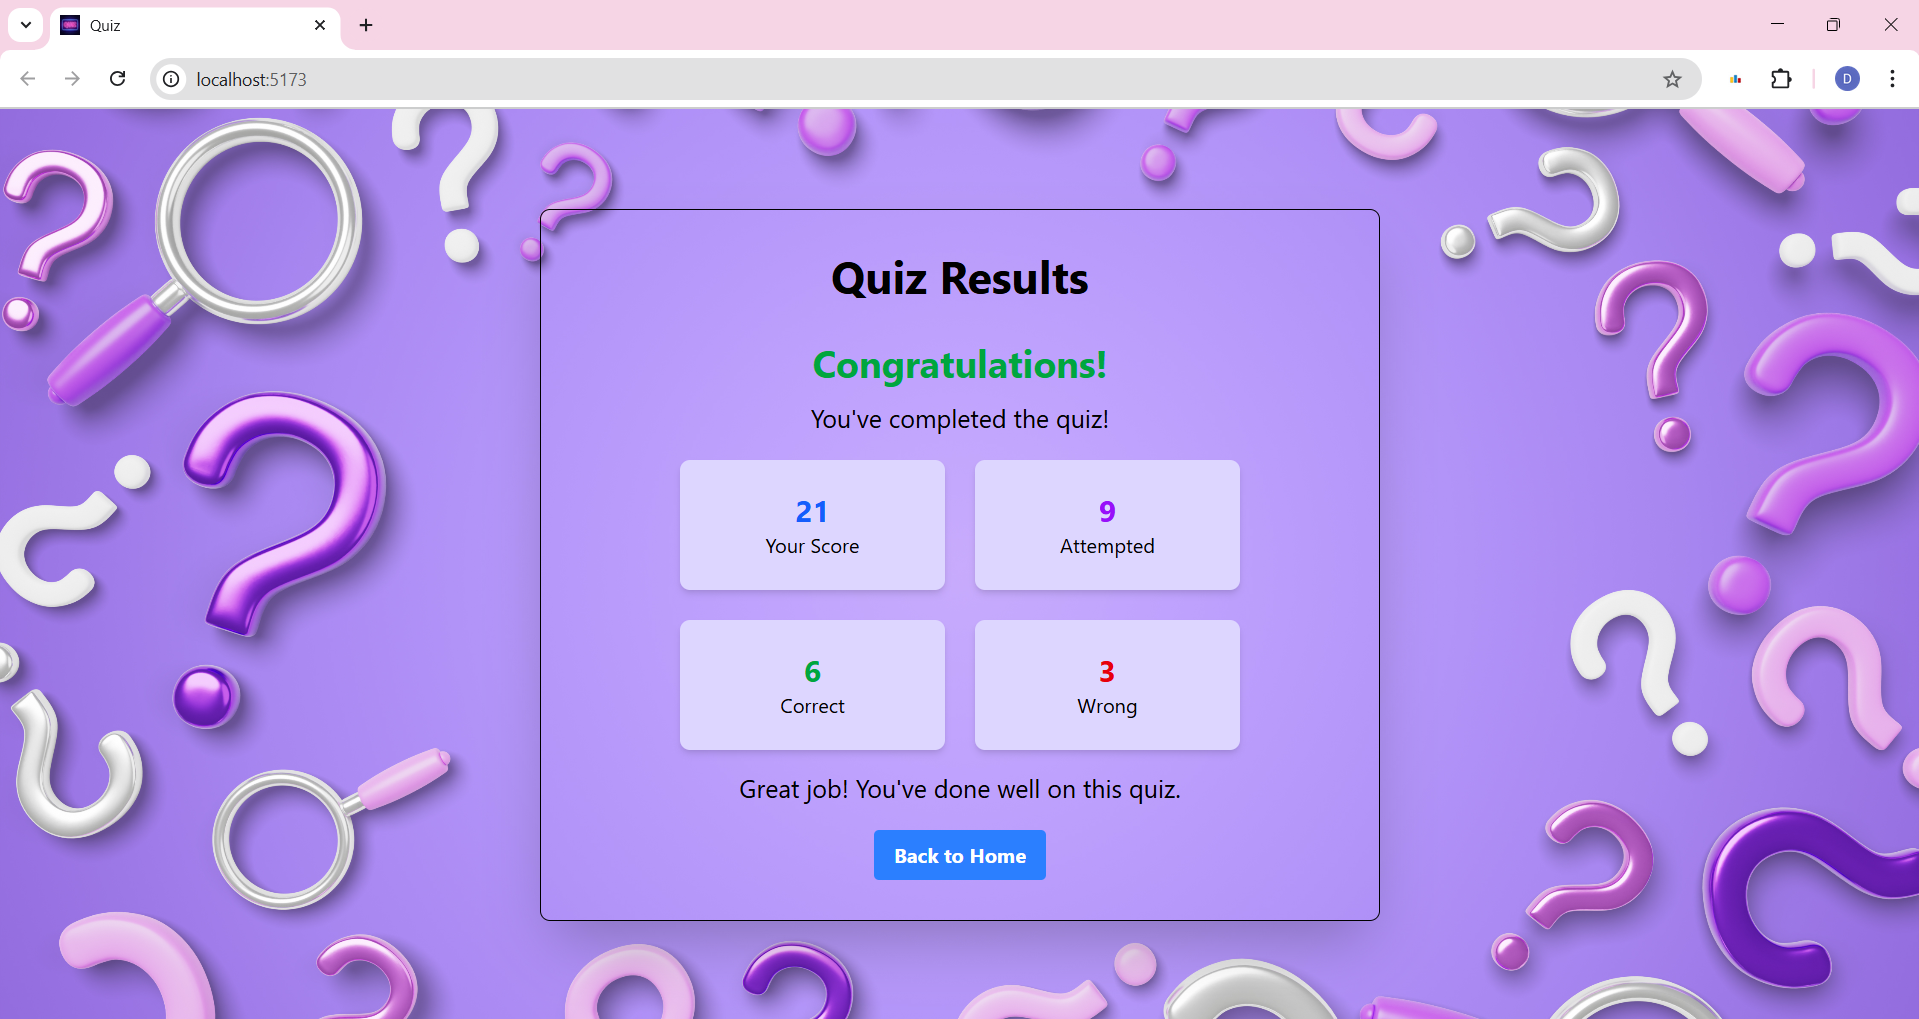 Quiz
localhost:5173
D
Quiz Results
Congratulations!
You've completed the quiz!
21
Your Score
9
Attempted
6
Correct
3
Wrong
Great job! You've done well on this quiz.
Back to Home